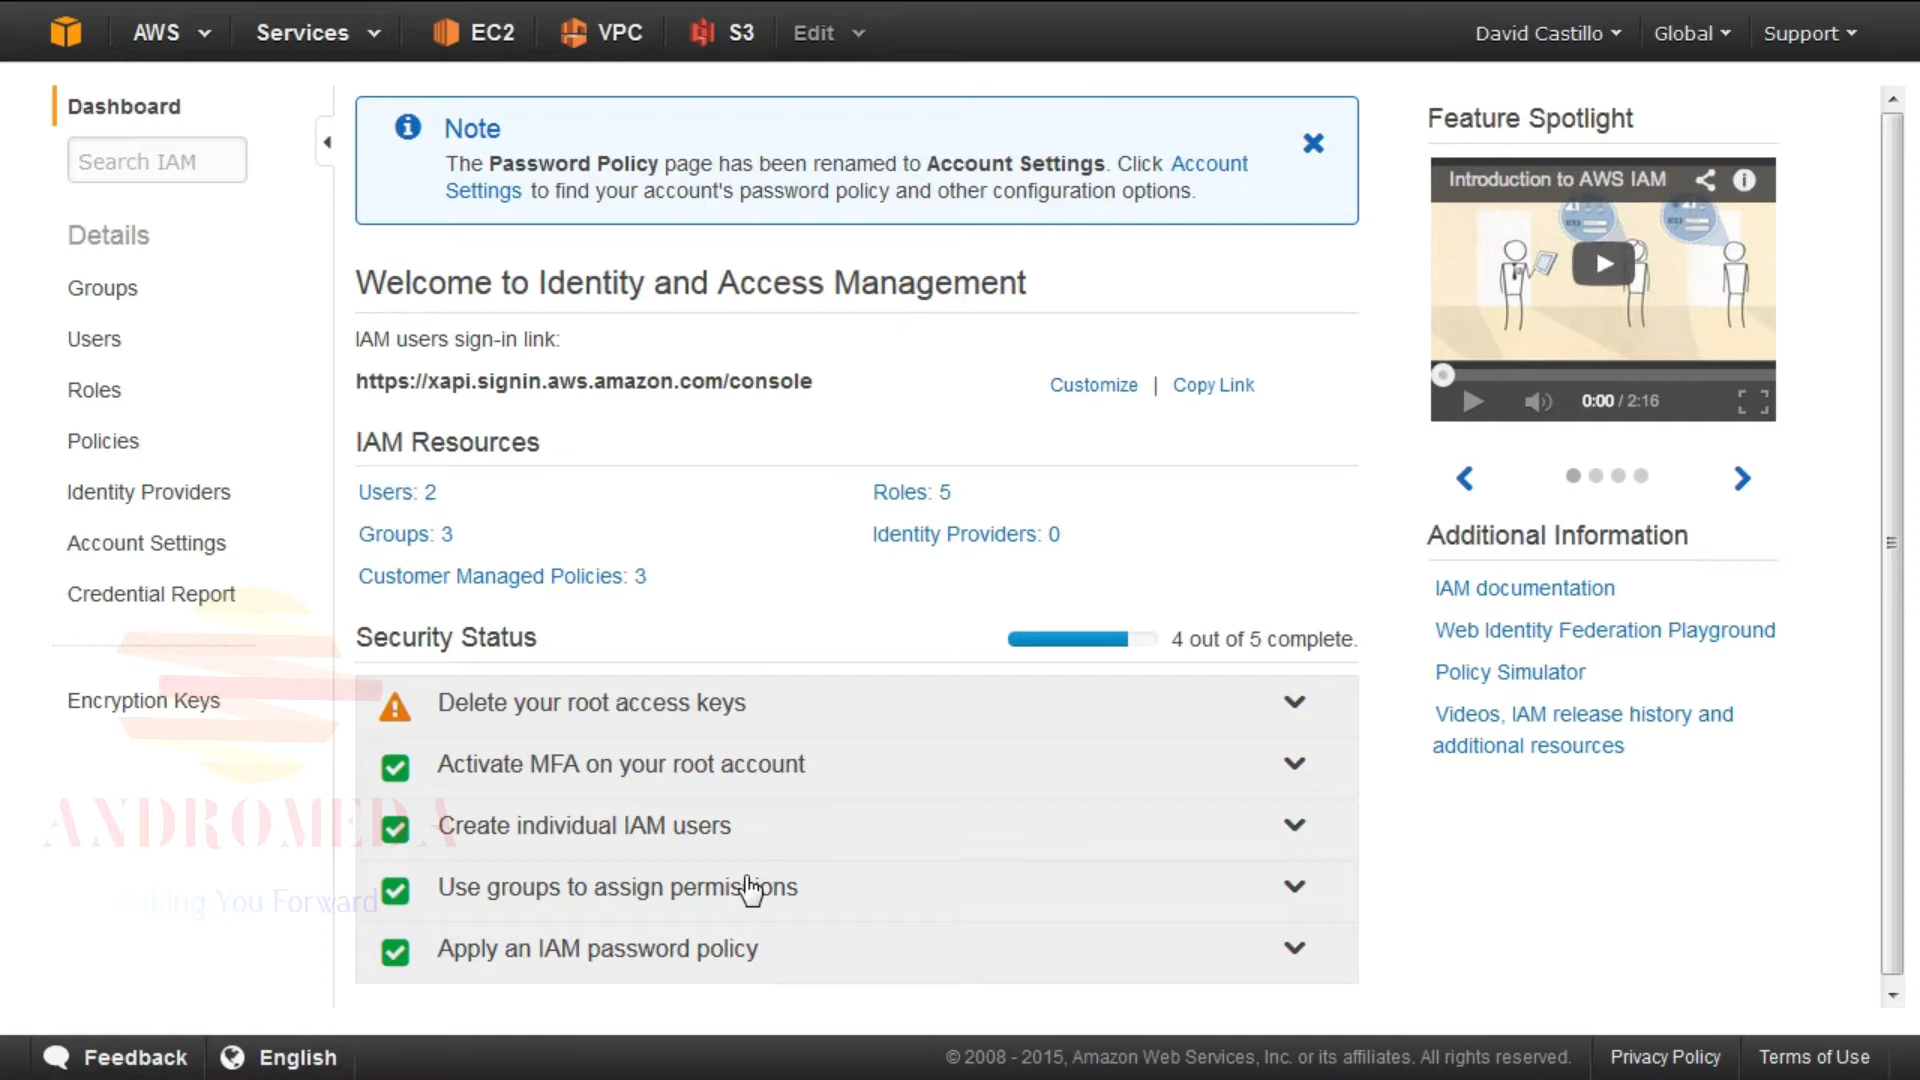 AWS Services EC2 VPC S3 Edit David Castillo Global Support
Dashboard
Search IAM
Details
Groups
Users
Roles
Policies
Identity Providers
Account Settings
Credential Report
Encryption Keys
Note
The Password Policy page has been renamed to Account Settings. Click Account
Settings to find your account's password policy and other configuration options.
Welcome to Identity and Access Management
IAM users sign-in link:
https://xapi.signin.aws.amazon.com/console Customize | Copy Link
IAM Resources
Users: 2 Roles: 5
Groups: 3 Identity Providers: 0
Customer Managed Policies: 3
Security Status 4 out of 5 complete.
Delete your root access keys
Activate MFA on your root account
Create individual IAM users
Use groups to assign permissions
Apply an IAM password policy
Feature Spotlight
Introduction to AWS IAM
0:00 / 2:16
Additional Information
IAM documentation
Web Identity Federation Playground
Policy Simulator
Videos, IAM release history and
additional resources
ANDROMEDA
You Forward
Feedback English © 2008 - 2015, Amazon Web Services, Inc. or its affiliates. All rights reserved. Privacy Policy Terms of Use